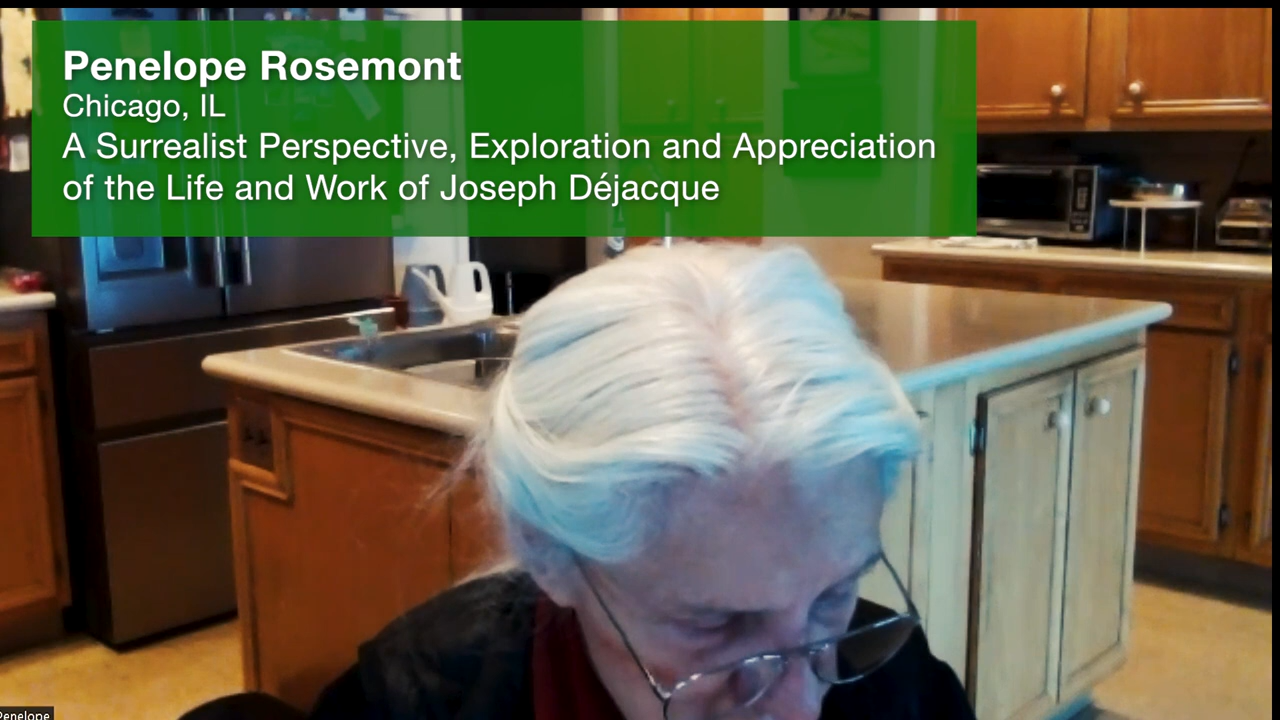 Penelope Rosemont
Chicago, IL
A Surrealist Perspective, Exploration and Appreciation
of the Life and Work of Joseph Déjacque
Penelope